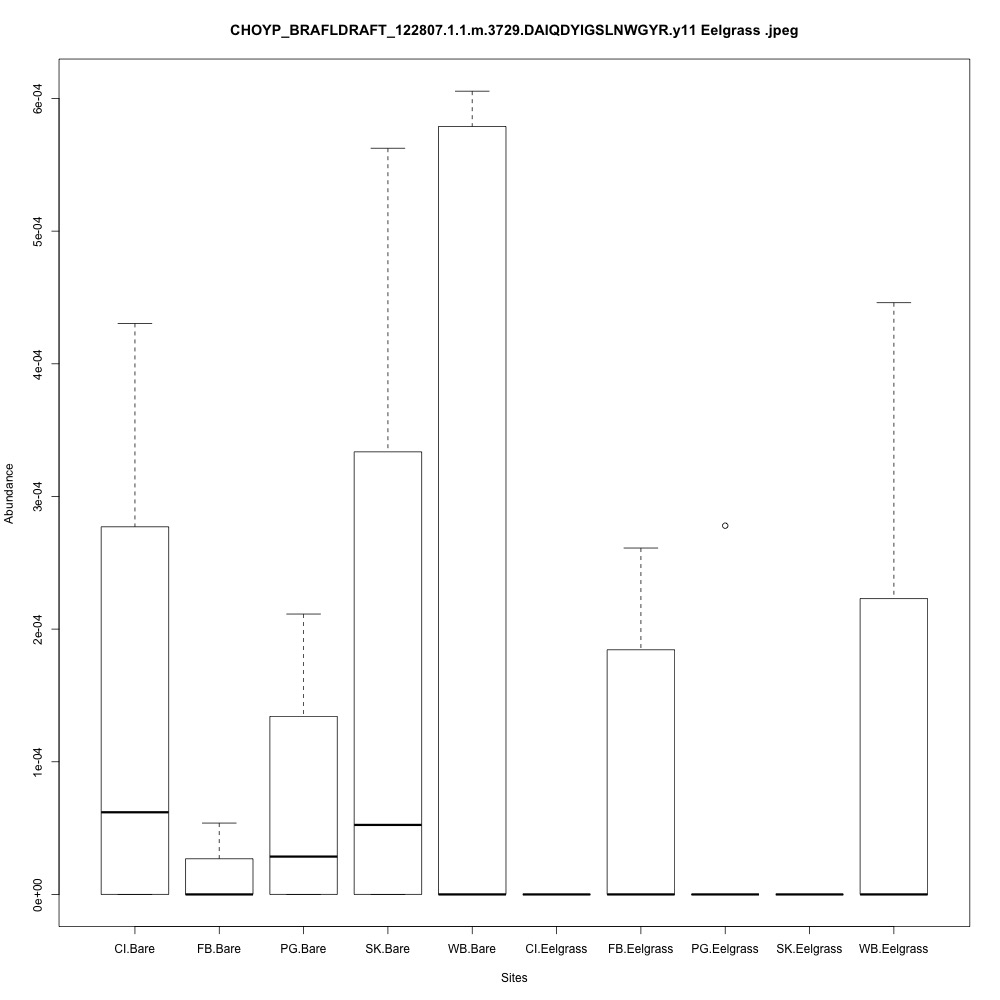 CHOYP_BRAFLDRAFT_122807.1.1.m.3729.DAIQDYIGSLNWGYR.y11 Eelgrass .jpeg
6e-04
5e-04
4e-04
3e-04
2e-04
1e-04
0e+00
Abundance
CI.Bare FB.Bare PG.Bare SK.Bare WB.Bare CI.Eelgrass FB.Eelgrass PG.Eelgrass SK.Eelgrass WB.Eelgrass
Sites